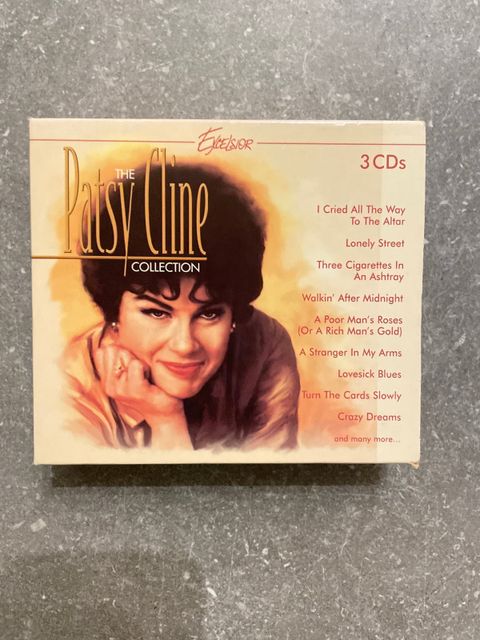 Excelsior
THE
Patsy Cline
COLLECTION
3 CDs
I Cried All The Way
To The Altar
Lonely Street
Three Cigarettes In
An Ashtray
Walkin' After Midnight
A Poor Man's Roses
(Or A Rich Man's Gold)
A Stranger In My Arms
Lovesick Blues
Turn The Cards Slowly
Crazy Dreams
and many more...